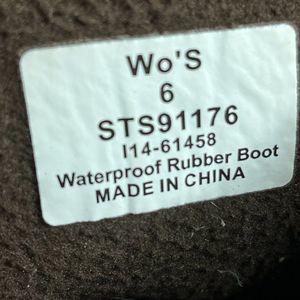 Wo'S
6
STS91176
I14-61458
Waterproof Rubber Boot
MADE IN CHINA